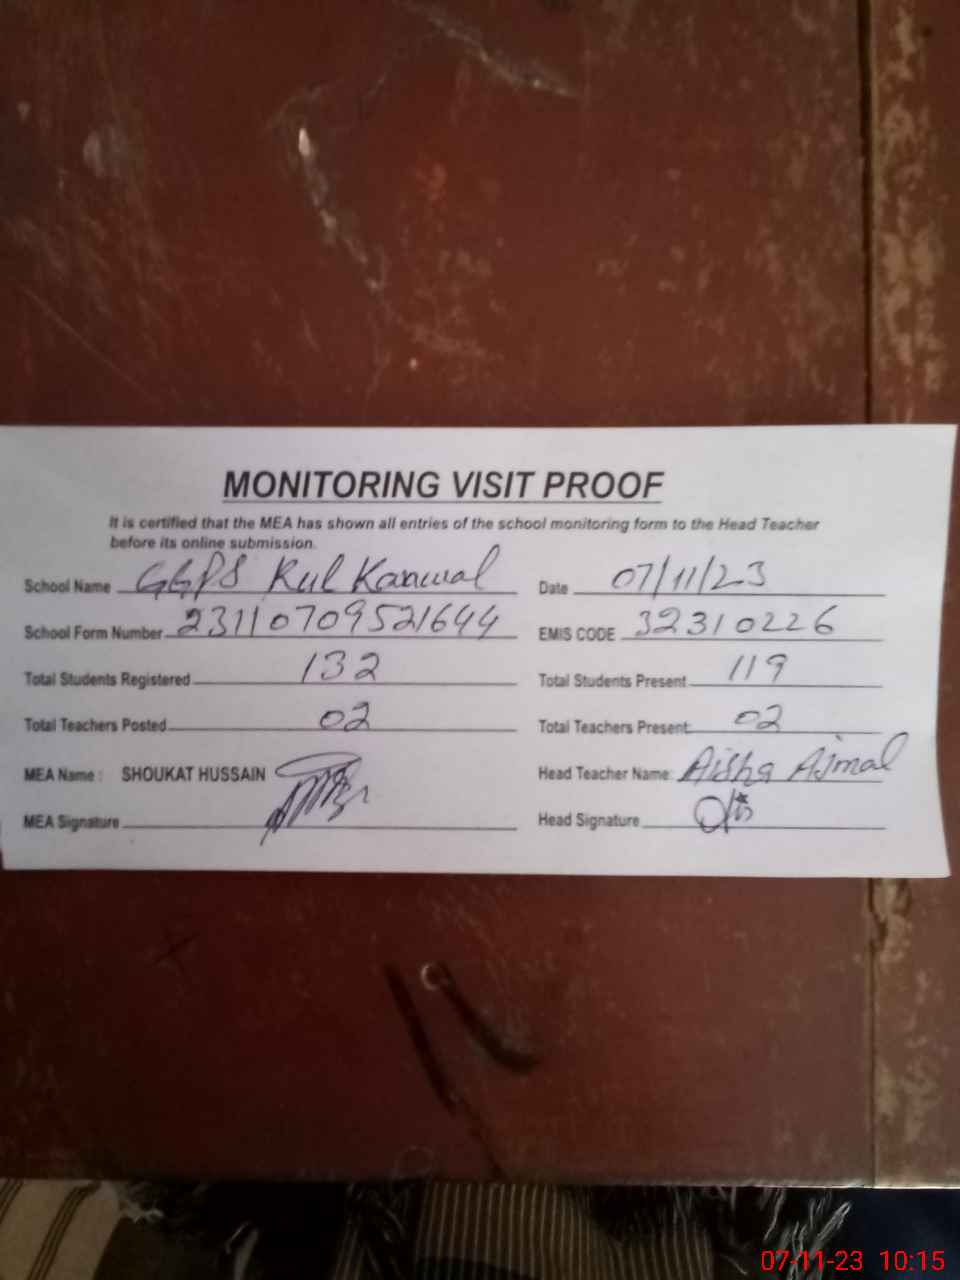 MONITORING VISIT PROOF
It is certified that the MEA has shown all entries of the school monitoring form to the Head Teacher
before its online submission.
School Name GGPS Kul Kanwal Date 07/11/23
School Form Number 23110709521644 EMIS CODE 32310226
Total Students Registered 132 Total Students Present 119
Total Teachers Posted 02 Total Teachers Present: 02
MEA Name : SHOUKAT HUSSAIN Head Teacher Name: Aisha Ajmal
MEA Signature Head Signature
07-11-23 10:15